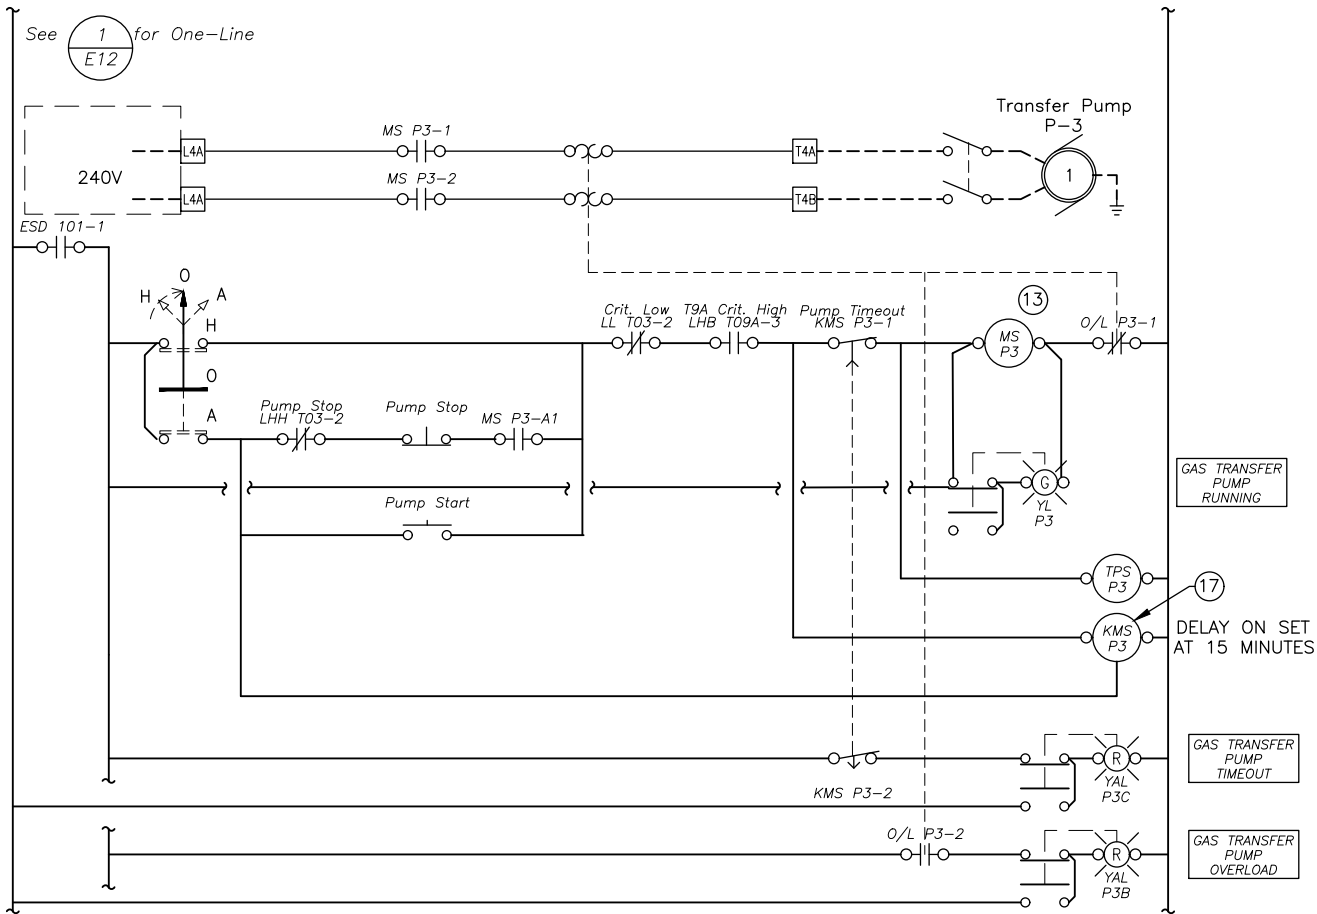 See 1 for One-Line
E12
Transfer Pump
P-3
MS P3-1
L4A
T4A
240V
MS P3-2
1
L4A
T4B
ESD 101-1
O
H
A
H
Crit. Low
LL T03-2
T9A Crit. High
LHB T09A-3
Pump Timeout
KMS P3-1
13
MS
P3
O/L P3-1
O
A
Pump Stop
LHH T03-2
Pump Stop
MS P3-A1
Pump Start
G
YL
P3
GAS TRANSFER
PUMP
RUNNING
TPS
P3
17
KMS
P3
DELAY ON SET
AT 15 MINUTES
KMS P3-2
R
YAL
P3C
GAS TRANSFER
PUMP
TIMEOUT
O/L P3-2
R
YAL
P3B
GAS TRANSFER
PUMP
OVERLOAD